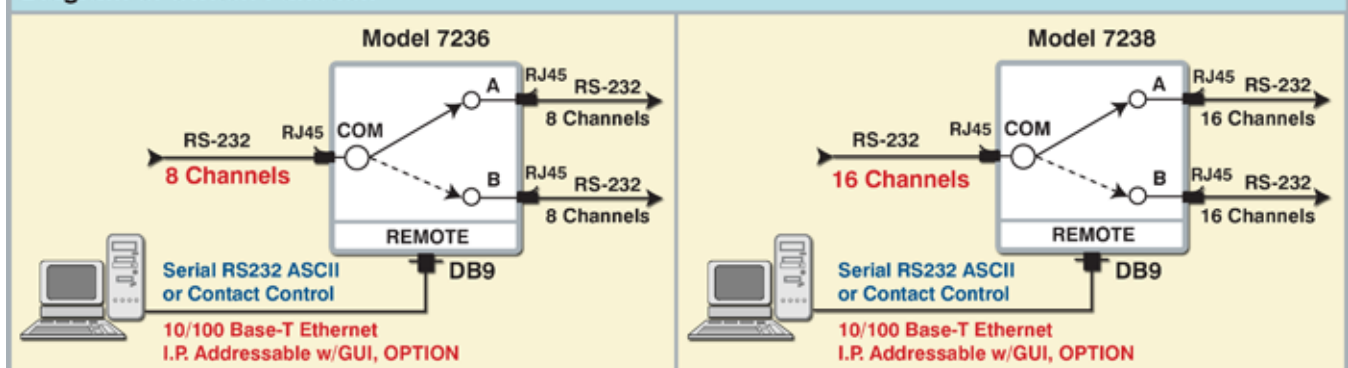 Model 7236
RJ45
A
RS-232
8 Channels
RS-232
RJ45
COM
8 Channels
B
RJ45
RS-232
8 Channels
REMOTE
DB9
Serial RS232 ASCII
or Contact Control
10/100 Base-T Ethernet
I.P. Addressable w/GUI, OPTION
Model 7238
RJ45
A
RS-232
16 Channels
RS-232
RJ45
COM
16 Channels
B
RJ45
RS-232
16 Channels
REMOTE
DB9
Serial RS232 ASCII
or Contact Control
10/100 Base-T Ethernet
I.P. Addressable w/GUI, OPTION